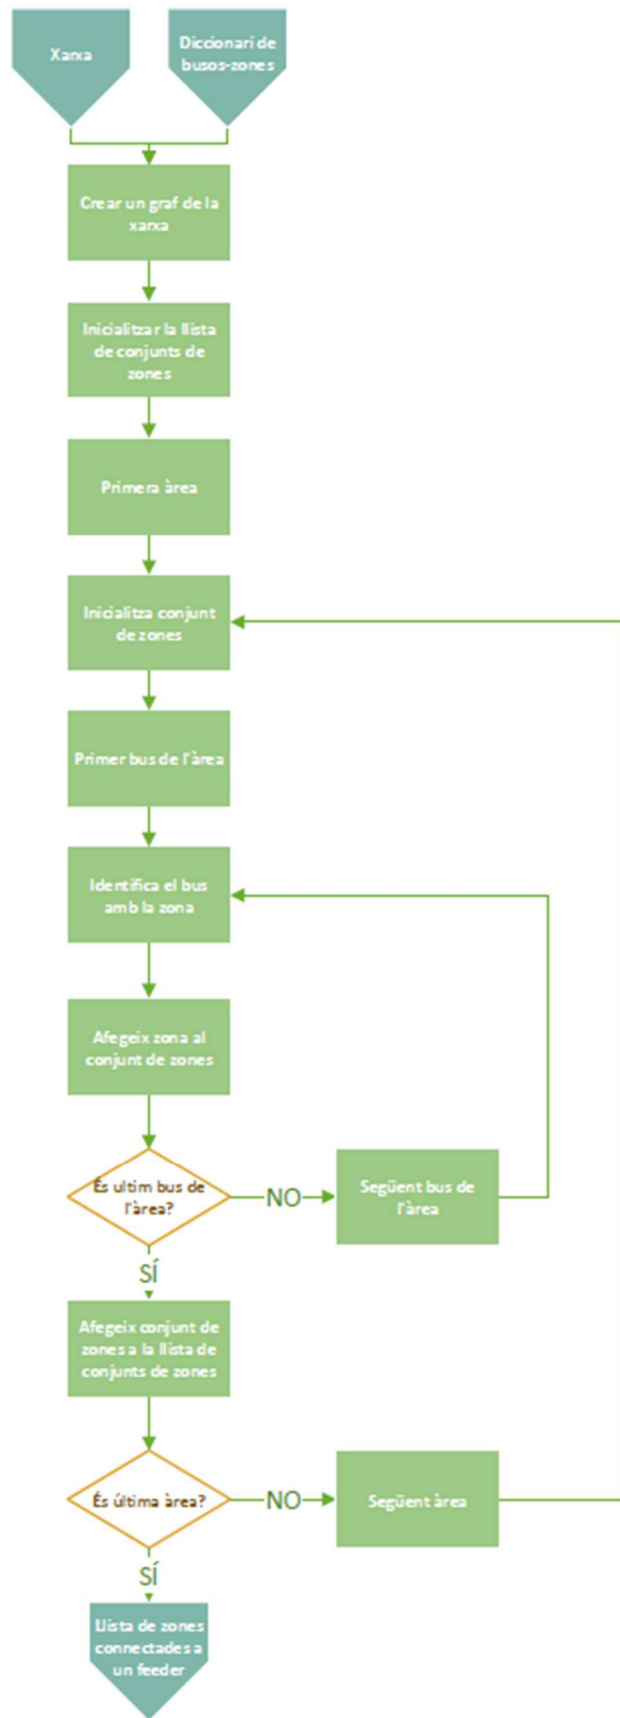 Xarxa
Diccionari de
busos-zones
Crear un graf de la
xarxa
Inicialitzar la llista
de conjunts de
zones
Primera àrea
Inicialitza conjunt
de zones
Primer bus de l'àrea
Identifica el bus
amb la zona
Afegeix zona al
conjunt de zones
És ultim bus de
l'àrea?
NO
Següent bus de
l'àrea
SÍ
Afegeix conjunt de
zones a la llista de
conjunts de zones
És última àrea?
NO
Següent àrea
SÍ
Llista de zones
connectades a
un feeder